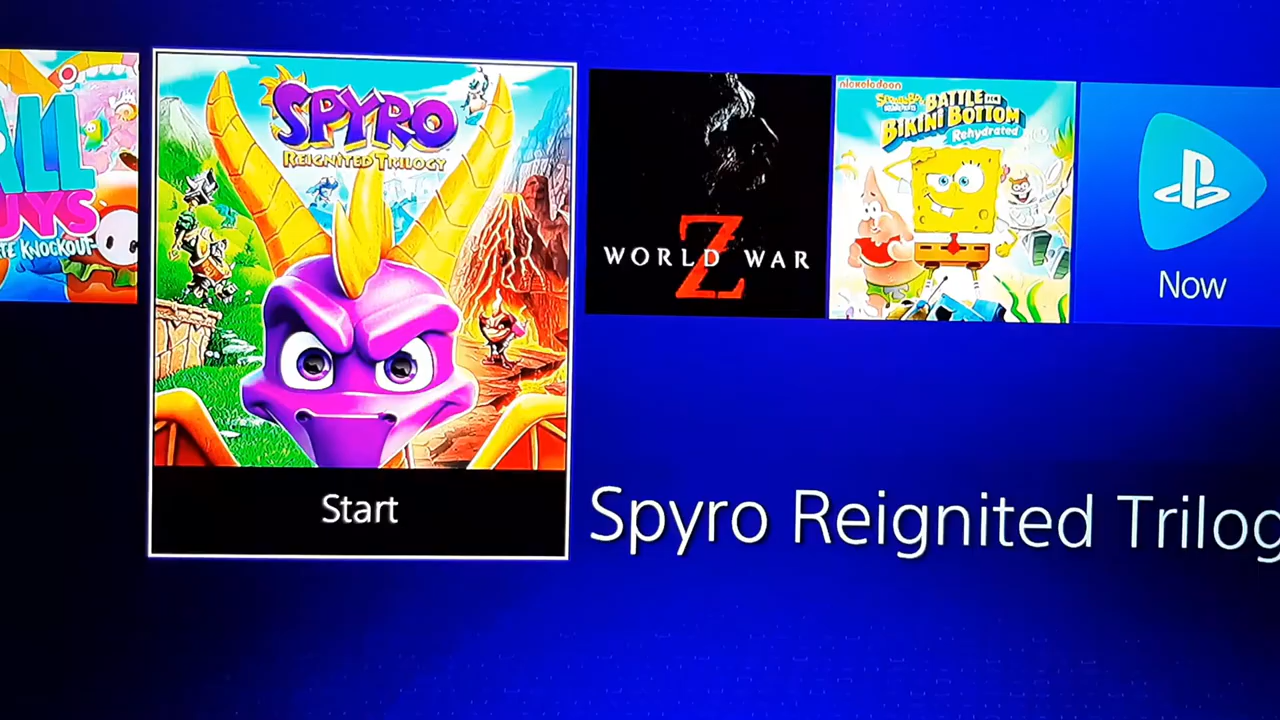 ALL
UYS
TE KNOCKOUT
SPYRO
REIGNITED TRILOGY
Start
WORLD Z WAR
nickelodeon
BATTLE FOR
BIKINI BOTTOM
Rehydrated
Now
Spyro Reignited Trilog